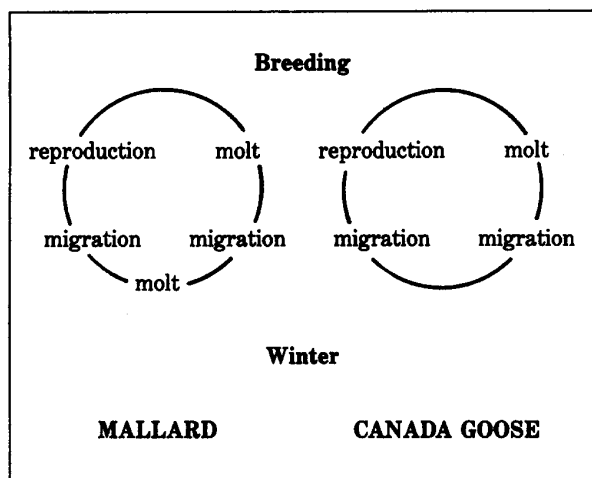 Breeding
reproduction molt reproduction molt
migration migration migration migration
molt
Winter
MALLARD CANADA GOOSE